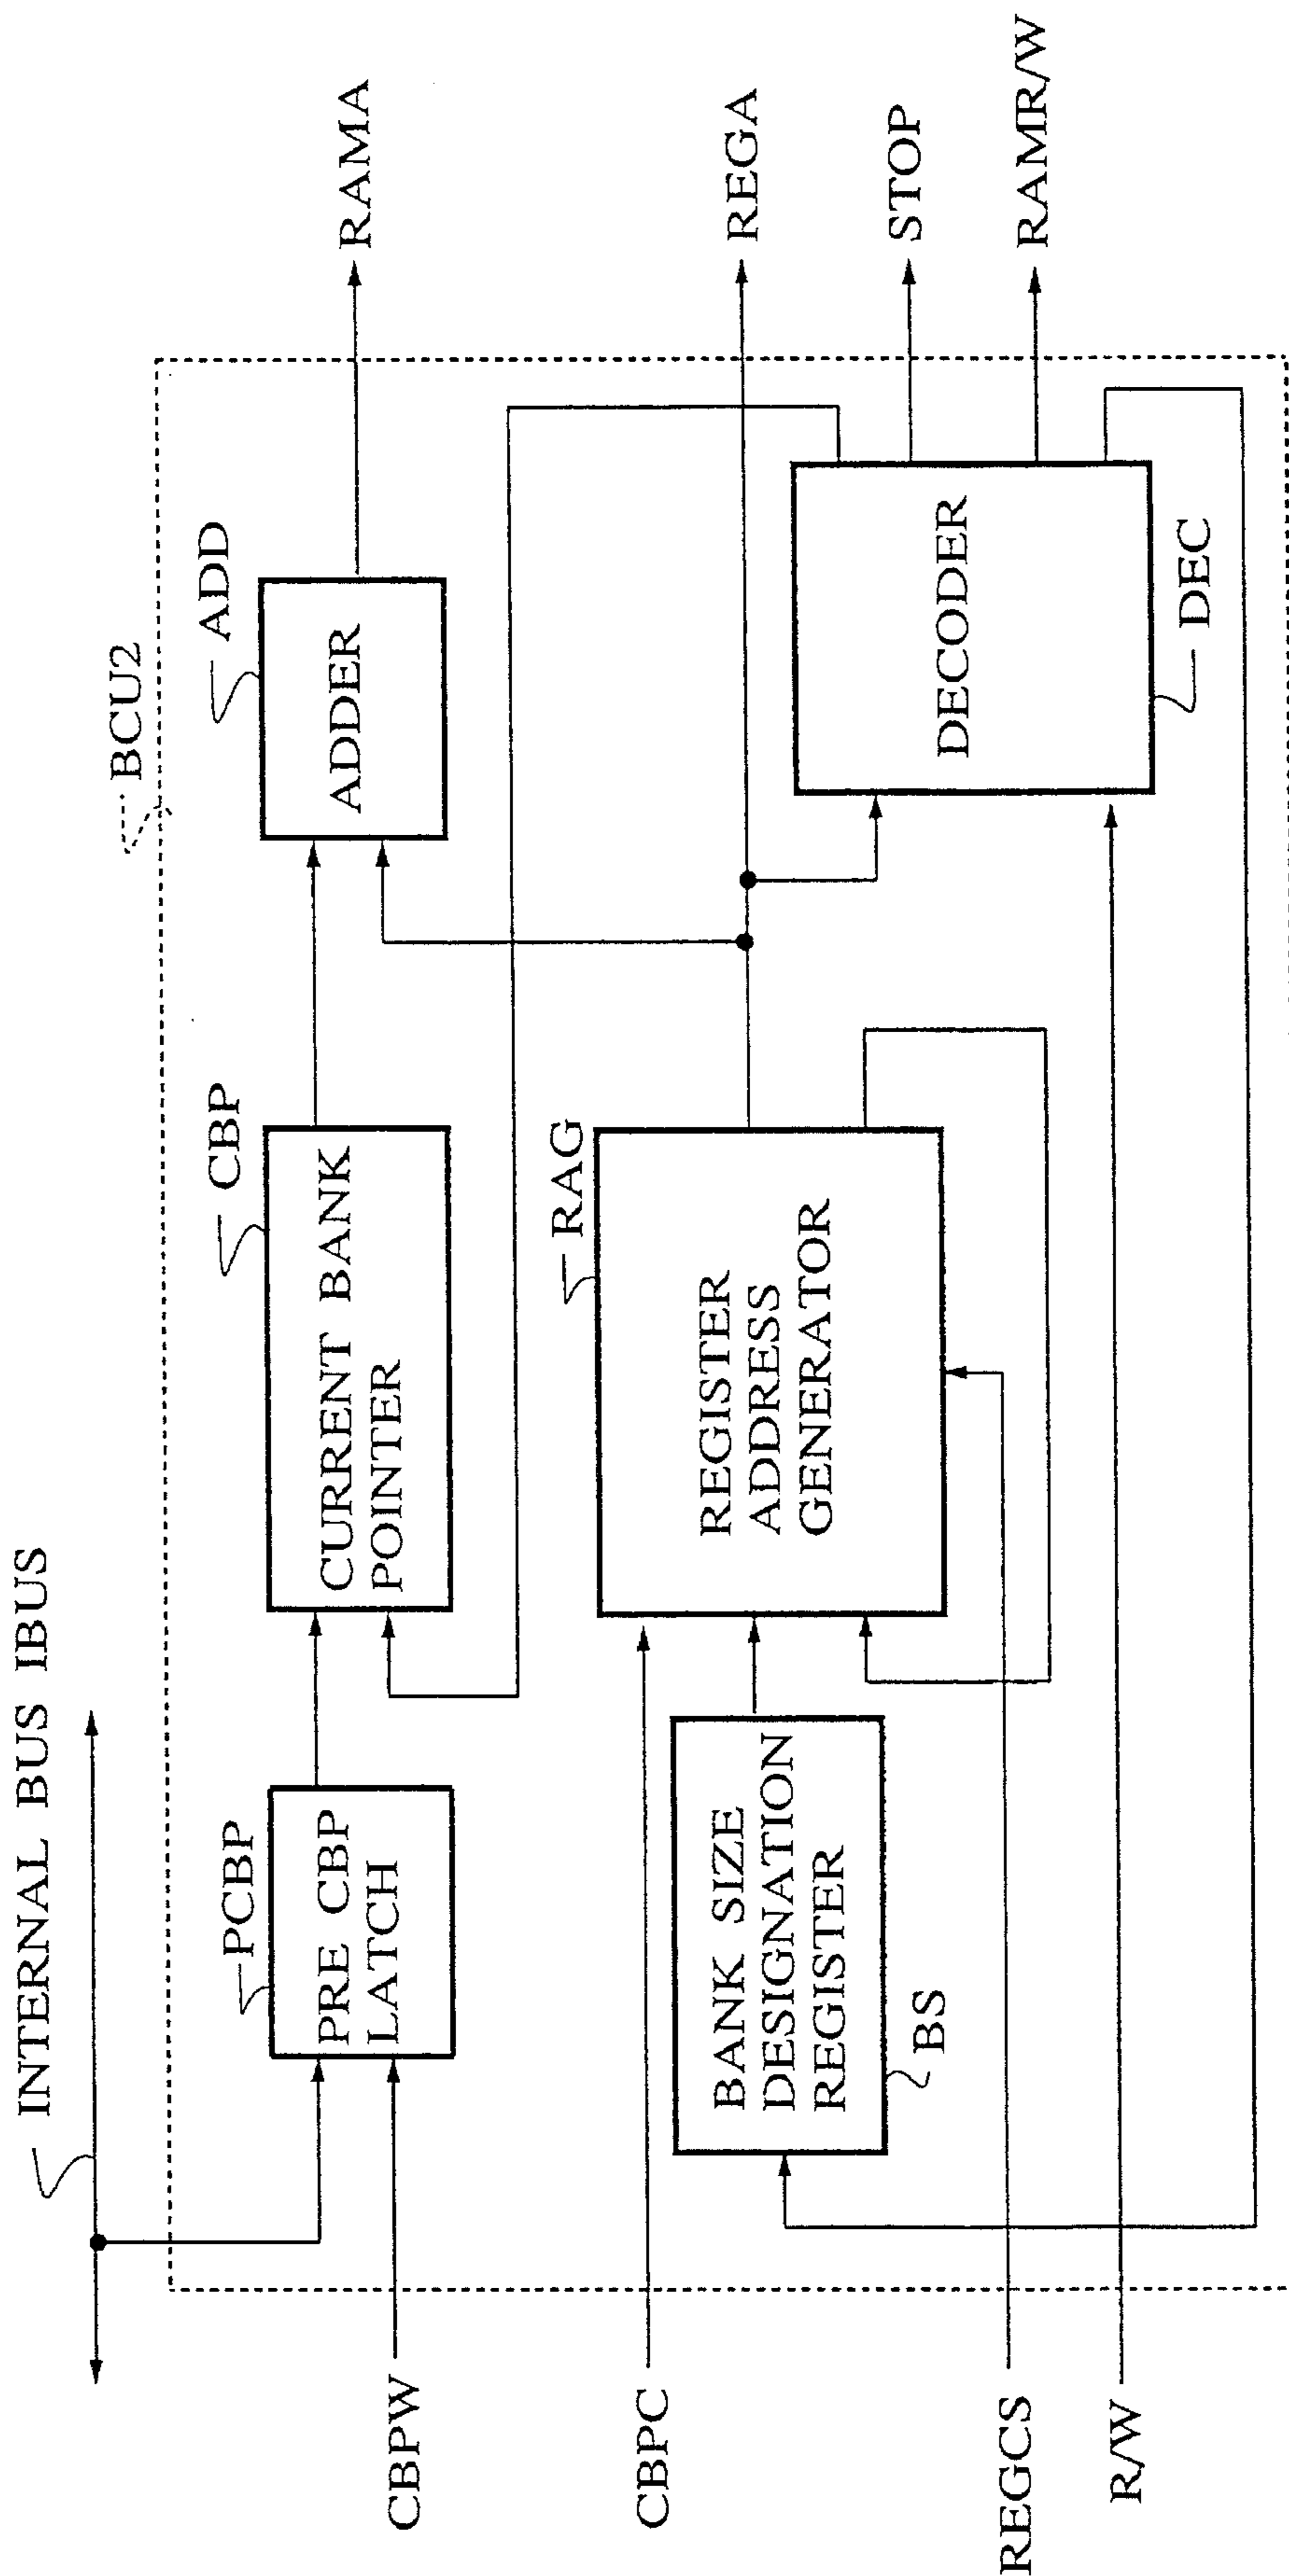 INTERNAL BUS IBUS
BCU2
PCBP
CBP
ADD
PRE CBP
LATCH
CURRENT BANK
POINTER
ADDER
RAMA
CBPW
RAG
CBPC
REGISTER
ADDRESS
GENERATOR
REGA
BANK SIZE
DESIGNATION
REGISTER
BS
DECODER
DEC
STOP
RAMR/W
REGCS
R/W